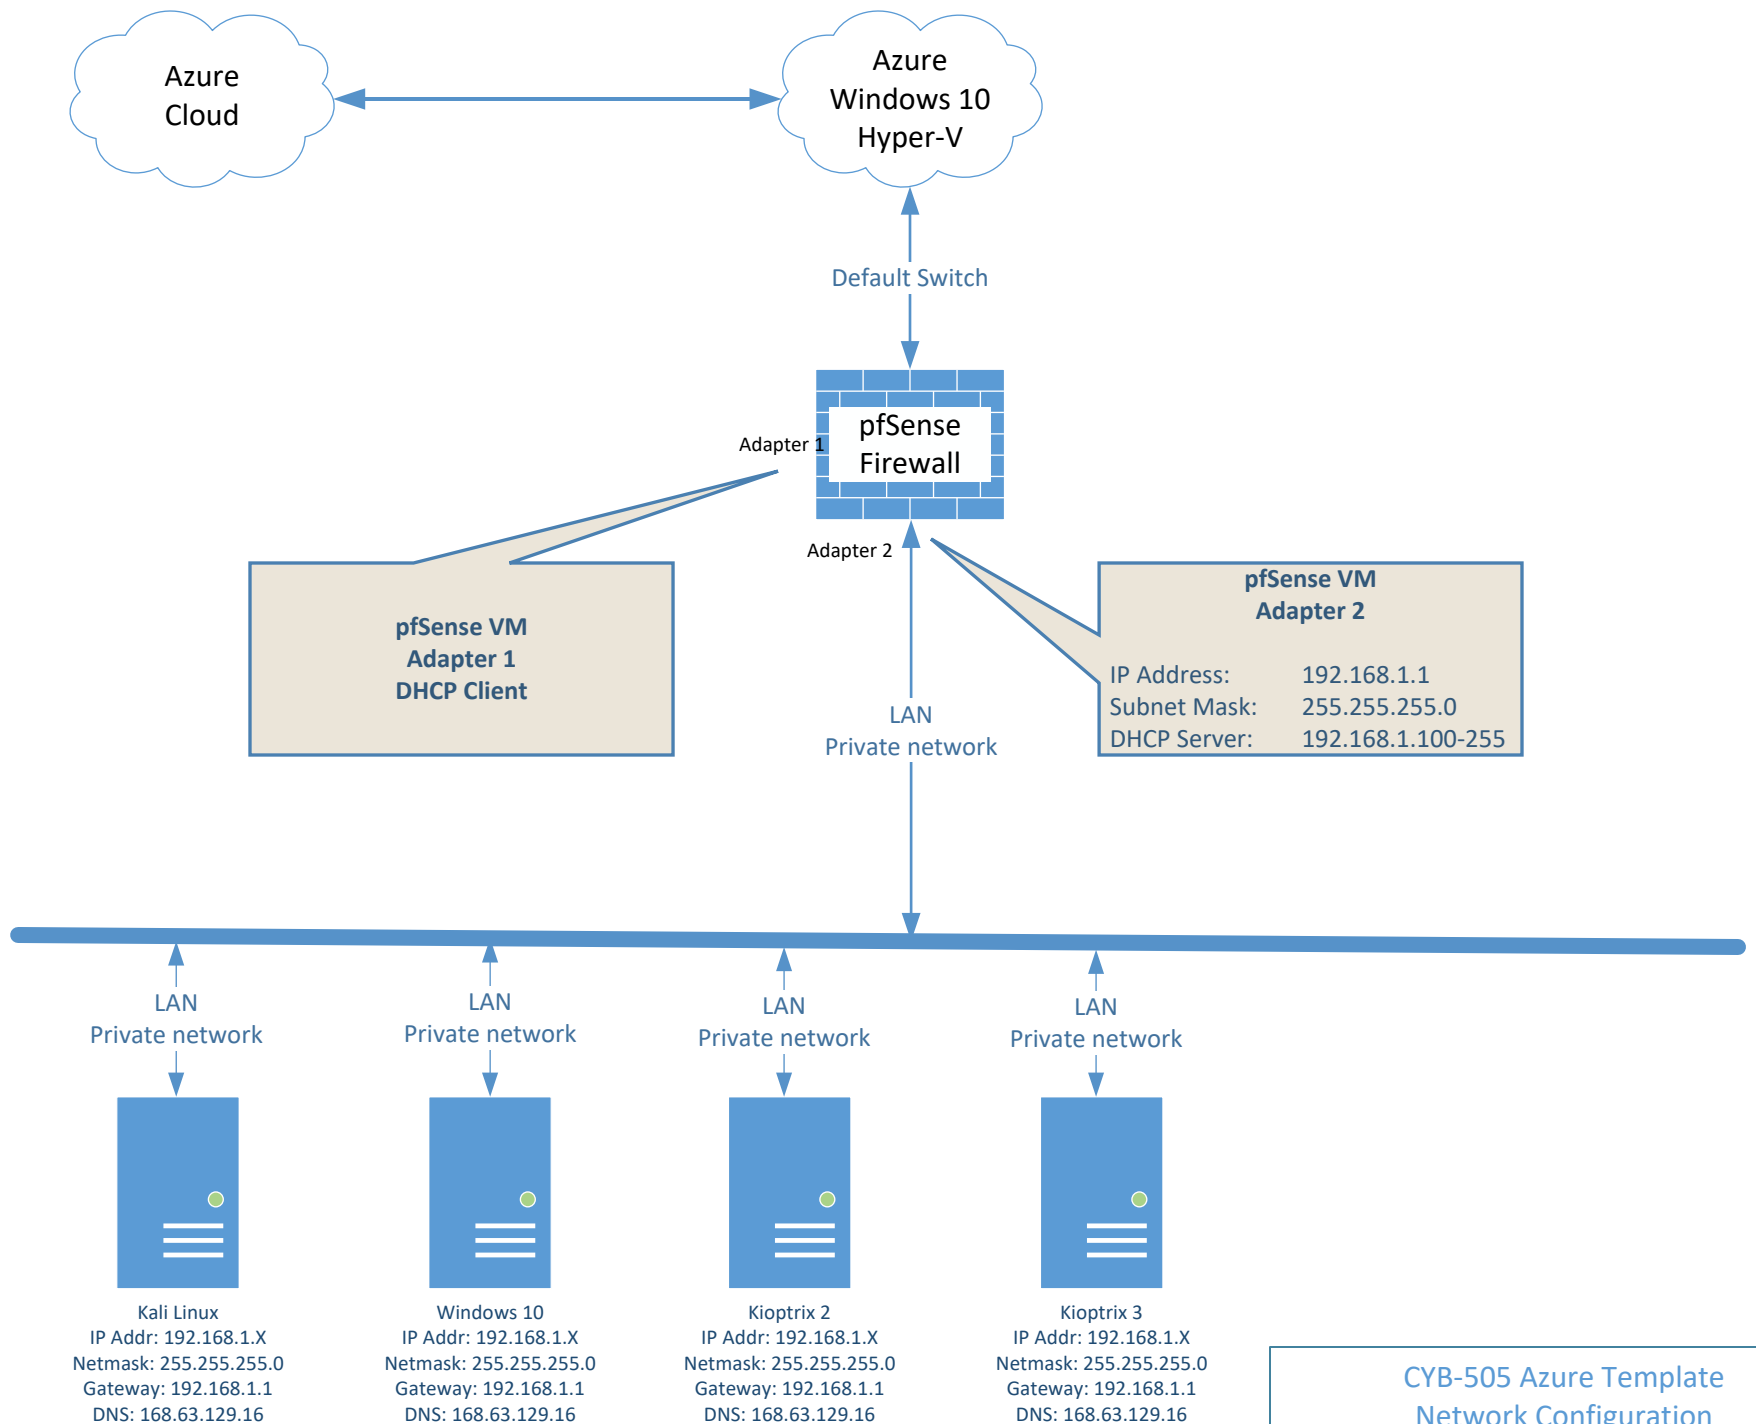 Azure
Cloud
Azure
Windows 10
Hyper-V
Default Switch
pfSense
Firewall
Adapter 1
Adapter 2
pfSense VM
Adapter 1
DHCP Client
pfSense VM
Adapter 2
IP Address: 192.168.1.1
Subnet Mask: 255.255.255.0
DHCP Server: 192.168.1.100-255
LAN
Private network
LAN
Private network
LAN
Private network
LAN
Private network
LAN
Private network
Kali Linux
IP Addr: 192.168.1.X
Netmask: 255.255.255.0
Gateway: 192.168.1.1
DNS: 168.63.129.16
Windows 10
IP Addr: 192.168.1.X
Netmask: 255.255.255.0
Gateway: 192.168.1.1
DNS: 168.63.129.16
Kioptrix 2
IP Addr: 192.168.1.X
Netmask: 255.255.255.0
Gateway: 192.168.1.1
DNS: 168.63.129.16
Kioptrix 3
IP Addr: 192.168.1.X
Netmask: 255.255.255.0
Gateway: 192.168.1.1
DNS: 168.63.129.16
CYB-505 Azure Template
Network Configuration